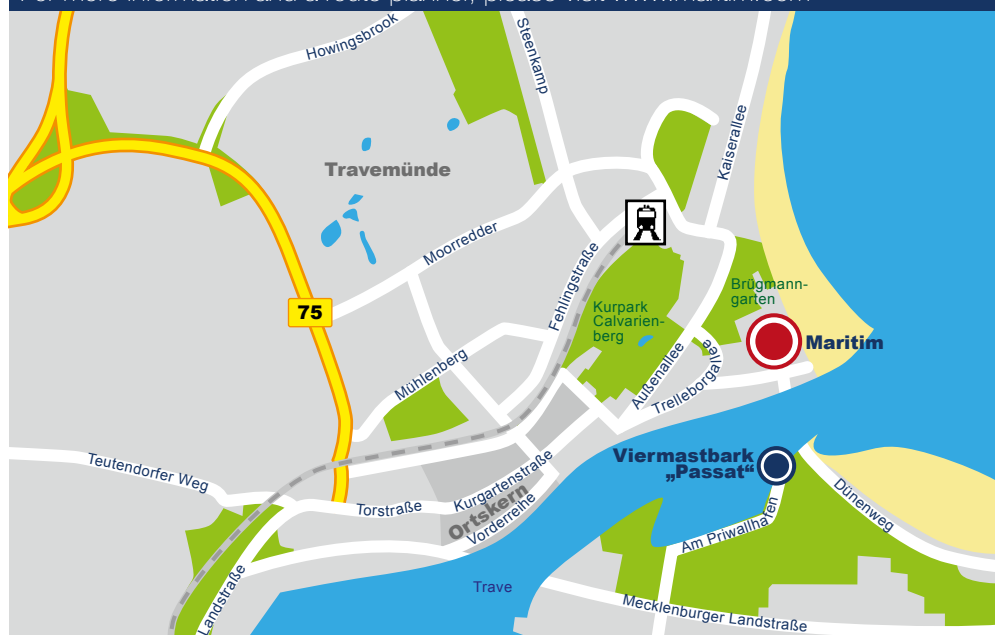 Howingsbrook
Steenkamp
Kaiserallee
Travemünde
Moorredder
Fehlingstraße
75
Kurpark
Calvarien-
berg
Brügmann-
garten
Maritim
Mühlenberg
Außenallee
Trelleborgallee
Teutendorfer Weg
Torstraße
Kurgartenstraße
Ortskern
Vorderreihe
Viermastbark
„Passat“
Am Priwallhafen
Dünenweg
Landstraße
Trave
Mecklenburger Landstraße